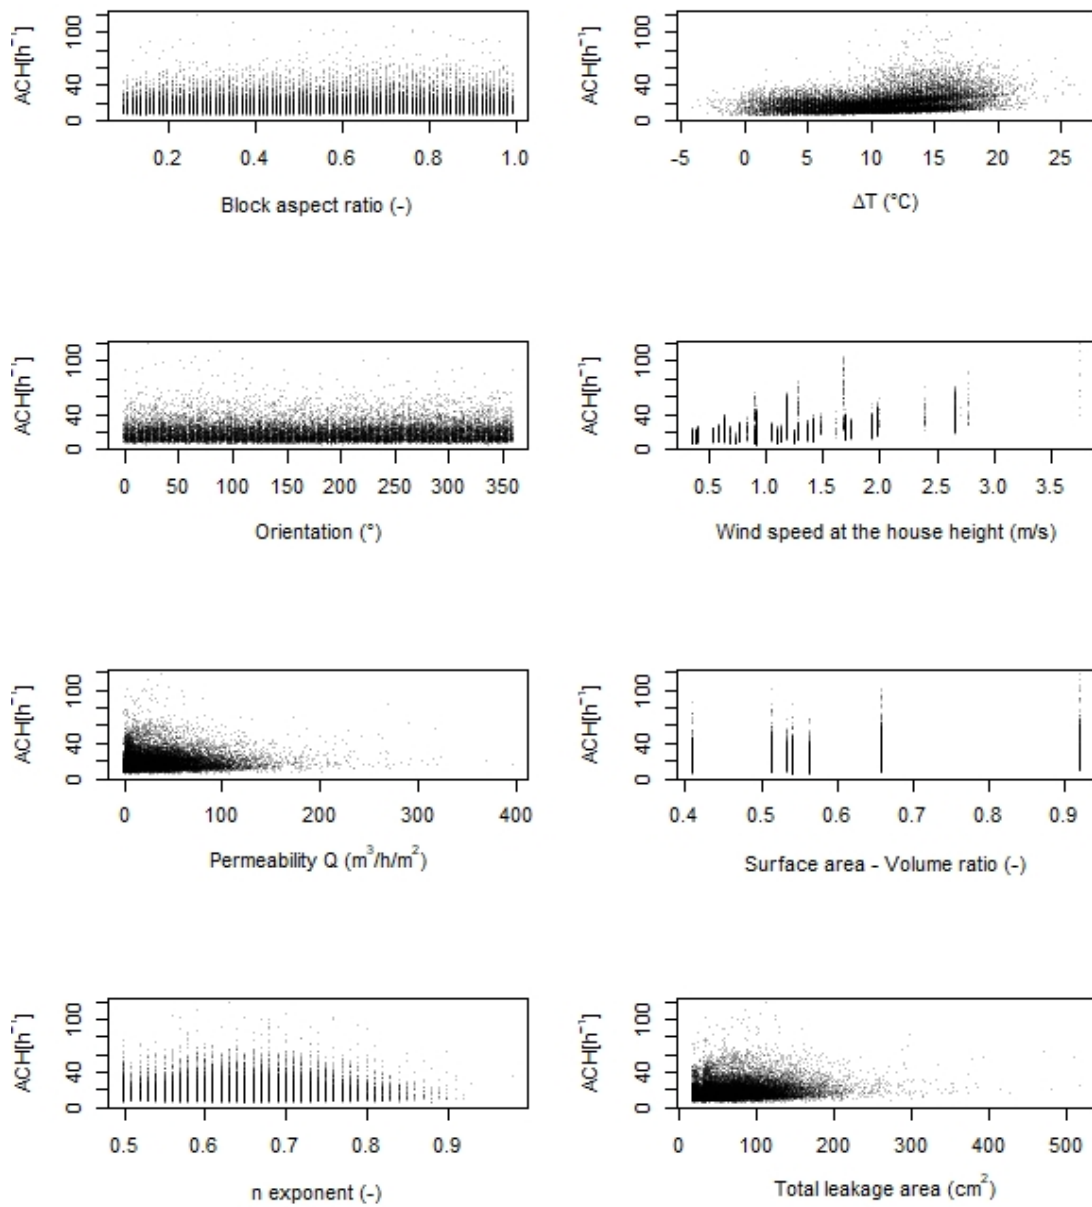 ACH[h⁻¹]
0 40 100
0.2 0.4 0.6 0.8 1.0
Block aspect ratio (-)
ACH[h⁻¹]
0 40 100
-5 0 5 10 15 20 25
ΔT (°C)
ACH[h⁻¹]
0 40 100
0 50 100 150 200 250 300 350
Orientation (°)
ACH[h⁻¹]
0 40 100
0.5 1.0 1.5 2.0 2.5 3.0 3.5
Wind speed at the house height (m/s)
ACH[h⁻¹]
0 40 100
0 100 200 300 400
Permeability Q (m³/h/m²)
ACH[h⁻¹]
0 40 100
0.4 0.5 0.6 0.7 0.8 0.9
Surface area - Volume ratio (-)
ACH[h⁻¹]
0 40 100
0.5 0.6 0.7 0.8 0.9
n exponent (-)
ACH[h⁻¹]
0 40 100
0 100 200 300 400 500
Total leakage area (cm²)